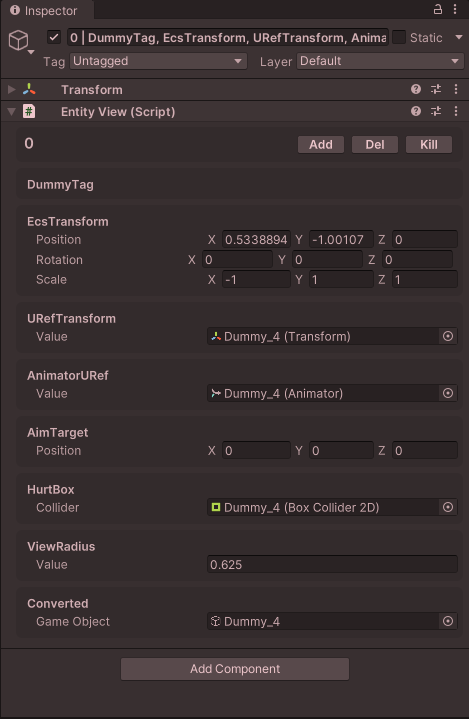 Inspector
0 | DummyTag, EcsTransform, URefTransform, Anima
Static
Tag Untagged Layer Default
Transform
# Entity View (Script)
0 Add Del Kill
DummyTag
EcsTransform
Position X 0.5338894 Y -1.00107 Z 0
Rotation X 0 Y 0 Z 0
Scale X -1 Y 1 Z 1
URefTransform
Value Dummy_4 (Transform)
AnimatorURef
Value Dummy_4 (Animator)
AimTarget
Position X 0 Y 0 Z 0
HurtBox
Collider Dummy_4 (Box Collider 2D)
ViewRadius
Value 0.625
Converted
Game Object Dummy_4
Add Component